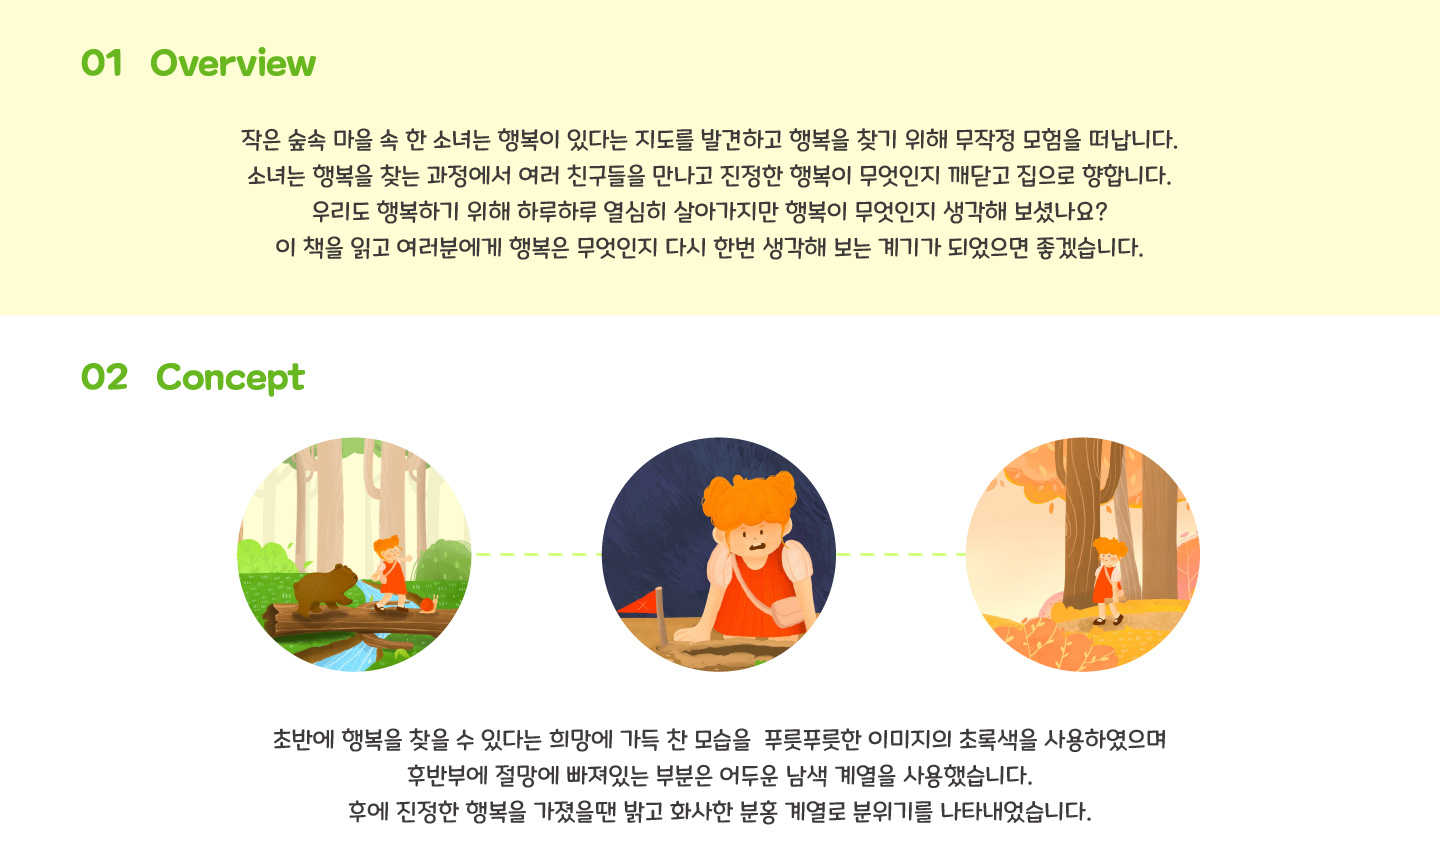 01 Overview
작은 숲속 마을 속 한 소녀는 행복이 있다는 지도를 발견하고 행복을 찾기 위해 무작정 모험을 떠납니다.
소녀는 행복을 찾는 과정에서 여러 친구들을 만나고 진정한 행복이 무엇인지 깨닫고 집으로 향합니다.
우리도 행복하기 위해 하루하루 열심히 살아가지만 행복이 무엇인지 생각해 보셨나요?
이 책을 읽고 여러분에게 행복은 무엇인지 다시 한번 생각해 보는 계기가 되었으면 좋겠습니다.
02 Concept
초반에 행복을 찾을 수 있다는 희망에 가득 찬 모습을 푸릇푸릇한 이미지의 초록색을 사용하였으며
후반부에 절망에 빠져있는 부분은 어두운 남색 계열을 사용했습니다.
후에 진정한 행복을 가졌을땐 밝고 화사한 분홍 계열로 분위기를 나타내었습니다.